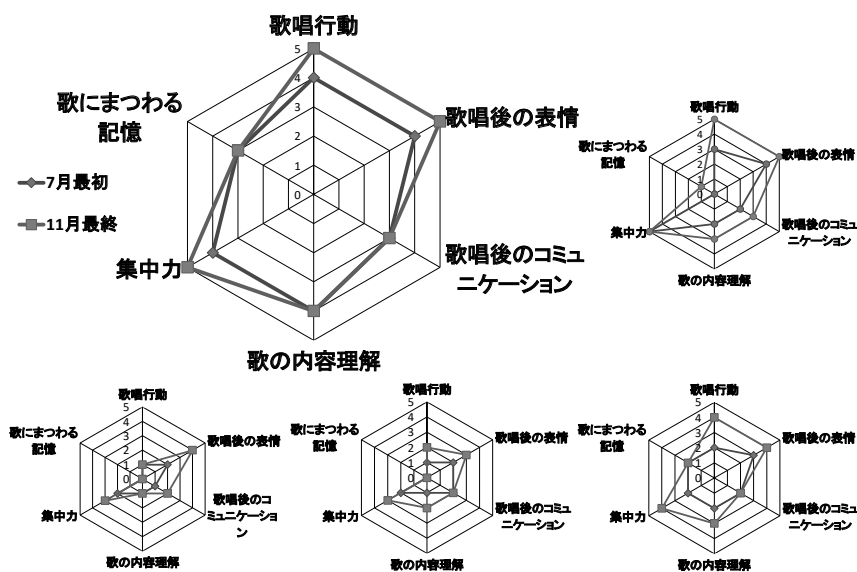 歌唱行動
5
4
3
2
1
0
歌唱後の表情
歌唱後のコミュ
ニケーション
歌の内容理解
集中力
歌にまつわる
記憶
7月最初
11月最終
歌唱行動
5
4
3
2
1
0
歌唱後の表情
歌唱後のコミュ
ニケーション
歌の内容理解
集中力
歌にまつわる
記憶
歌唱行動
5
4
3
2
1
0
歌唱後の表情
歌唱後のコ
ミュニケーショ
ン
歌の内容理解
集中力
歌にまつわる
記憶
歌唱行動
5
4
3
2
1
0
歌唱後の表情
歌唱後のコミュ
ニケーション
歌の内容理解
集中力
歌にまつわる
記憶
歌唱行動
5
4
3
2
1
0
歌唱後の表情
歌唱後のコミュ
ニケーション
歌の内容理解
集中力
歌にまつわる
記憶